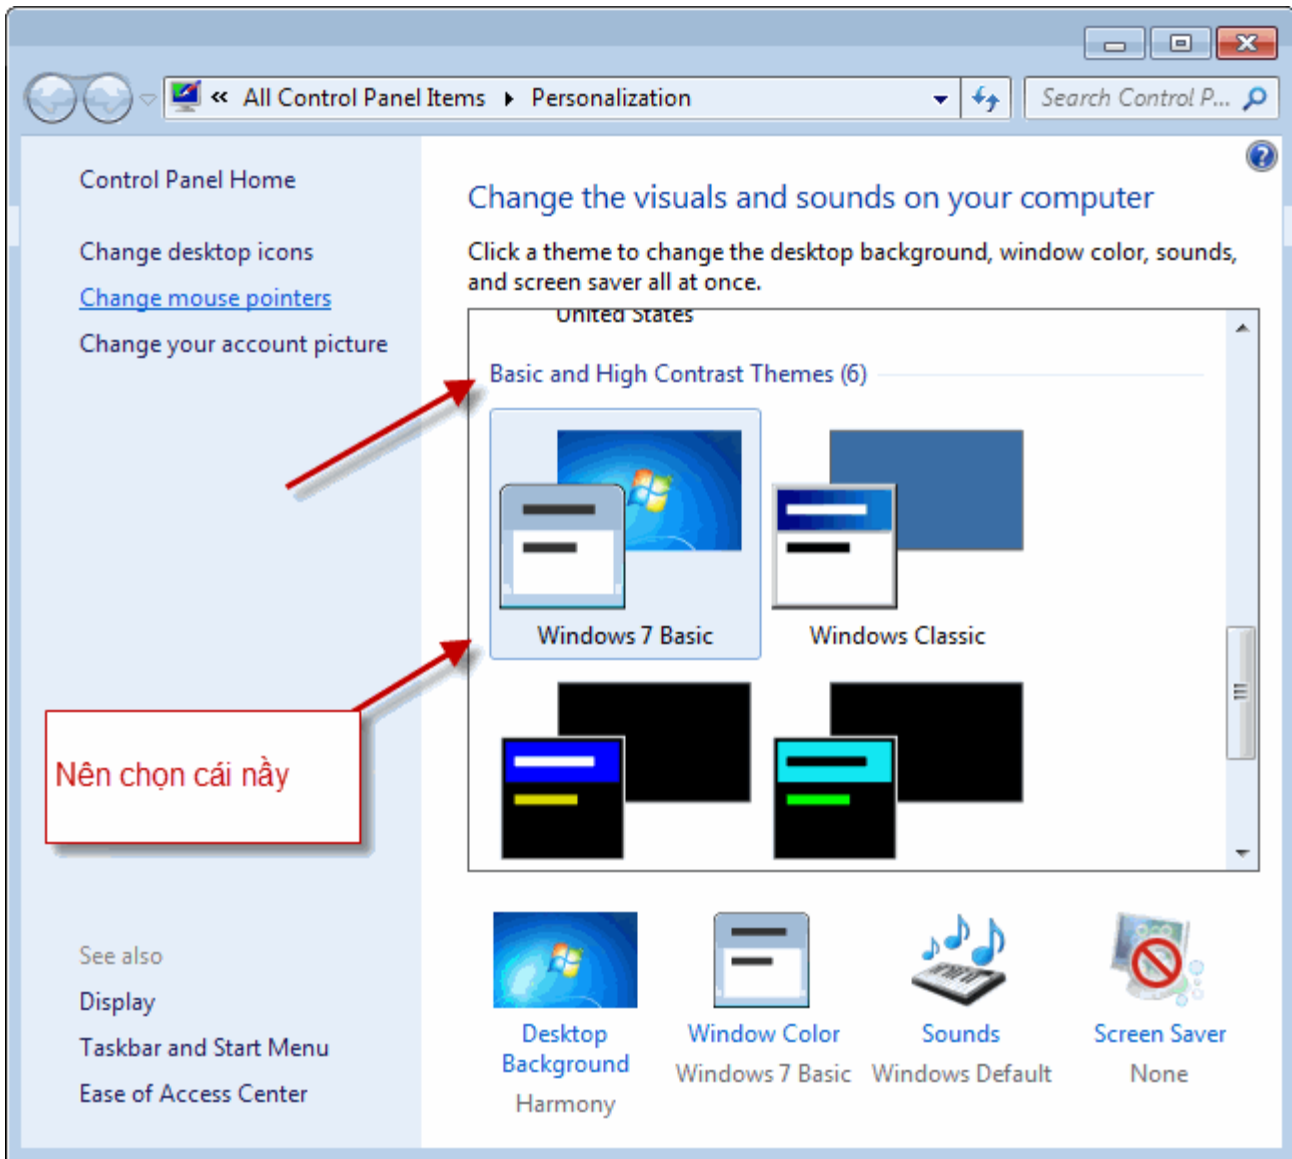 « All Control Panel Items ▸ Personalization
Search Control P...
Control Panel Home
Change desktop icons
Change mouse pointers
Change your account picture
Change the visuals and sounds on your computer
Click a theme to change the desktop background, window color, sounds,
and screen saver all at once.
United States
Basic and High Contrast Themes (6)
Windows 7 Basic
Windows Classic
Nên chọn cái nầy
See also
Display
Taskbar and Start Menu
Ease of Access Center
Desktop
Background
Harmony
Window Color
Windows 7 Basic
Sounds
Windows Default
Screen Saver
None